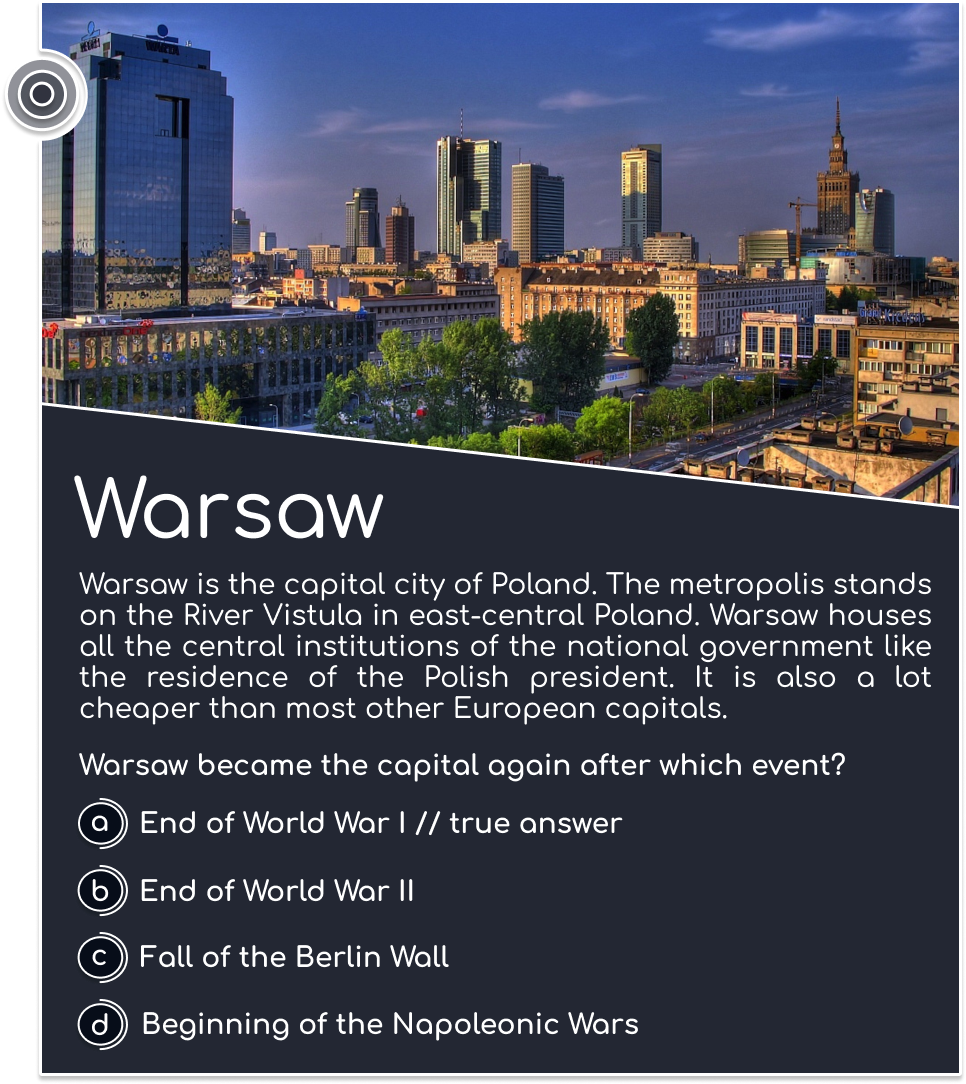 WARTA
Warsaw
Warsaw is the capital city of Poland. The metropolis stands
on the River Vistula in east-central Poland. Warsaw houses
all the central institutions of the national government like
the residence of the Polish president. It is also a lot
cheaper than most other European capitals.
Warsaw became the capital again after which event?
a End of World War I // true answer
b End of World War II
c Fall of the Berlin Wall
d Beginning of the Napoleonic Wars